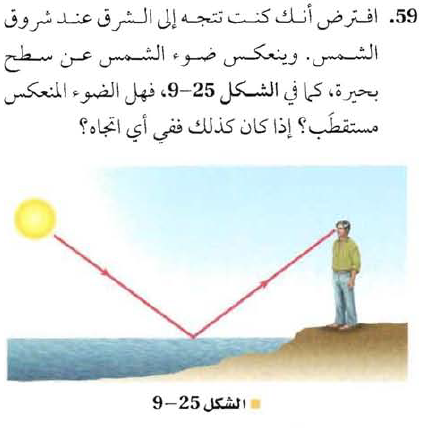 59. افترض أنك كنت تتجه إلى الشرق عند شروق
الشمس. وينعكس ضوء الشمس عن سطح
بحيرة، كما في الشكل 25–9، فهل الضوء المنعكس
مستقطَب؟ إذا كان كذلك ففي أي اتجاه؟
الشكل 25–9